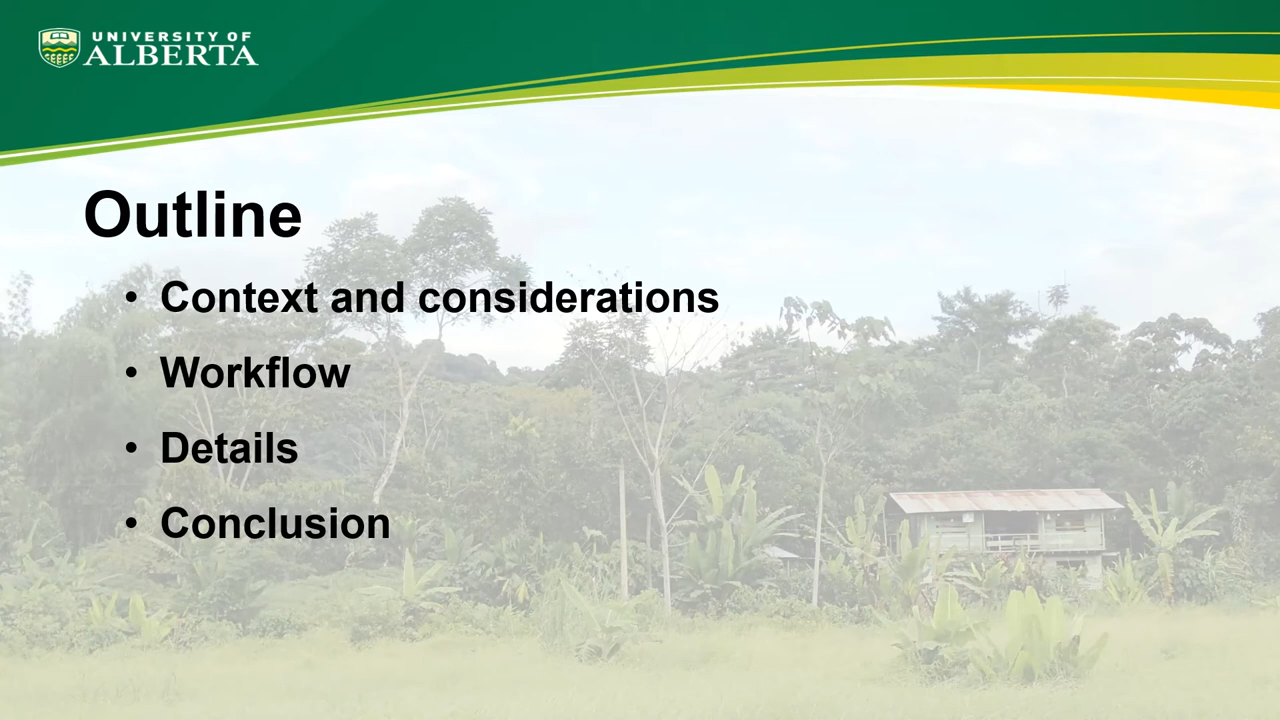 UNIVERSITY OF
ALBERTA
Outline
• Context and considerations
• Workflow
• Details
• Conclusion